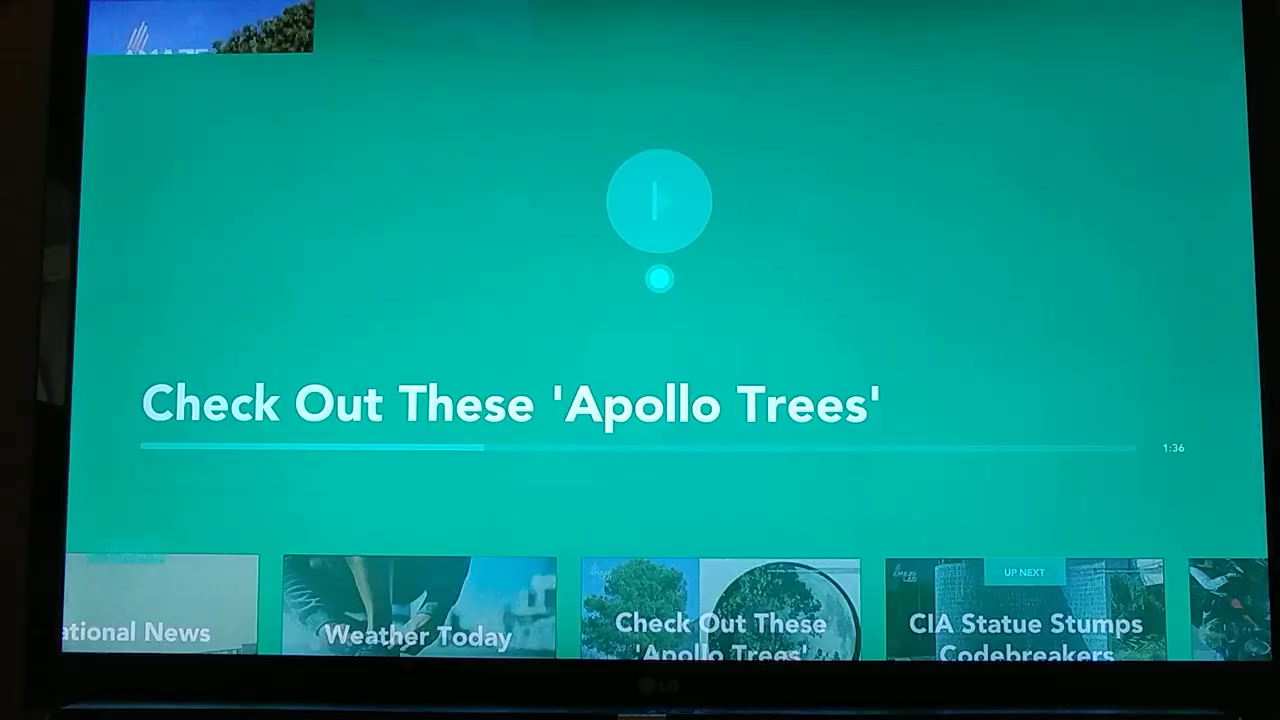 Check Out These 'Apollo Trees'
1:36
ational News
Weather Today
Check Out These
'Apollo Trees'
UP NEXT
CIA Statue Stumps
Codebreakers
LG